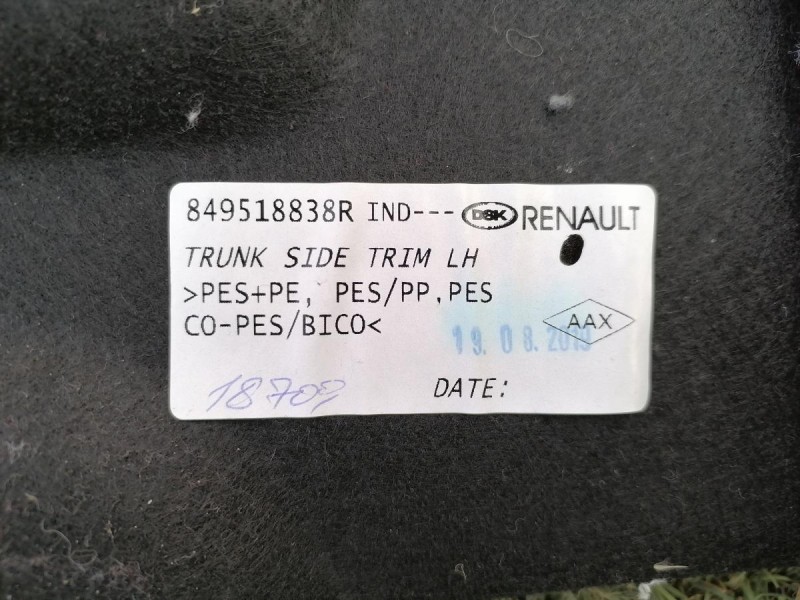 849518838R IND--- DSK RENAULT
TRUNK SIDE TRIM LH
>PES+PE, PES/PP,PES
CO-PES/BICO<
AAX
19.08.2019
18709
DATE: